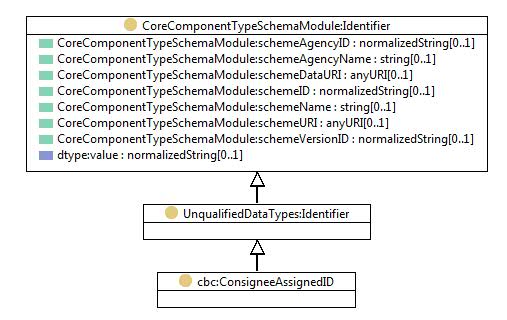 CoreComponentTypeSchemaModule:Identifier
CoreComponentTypeSchemaModule:schemeAgencyID : normalizedString[0..1]
CoreComponentTypeSchemaModule:schemeAgencyName : string[0..1]
CoreComponentTypeSchemaModule:schemeDataURI : anyURI[0..1]
CoreComponentTypeSchemaModule:schemeID : normalizedString[0..1]
CoreComponentTypeSchemaModule:schemeName : string[0..1]
CoreComponentTypeSchemaModule:schemeURI : anyURI[0..1]
CoreComponentTypeSchemaModule:schemeVersionID : normalizedString[0..1]
dtype:value : normalizedString[0..1]
UnqualifiedDataTypes:Identifier
cbc:ConsigneeAssignedID